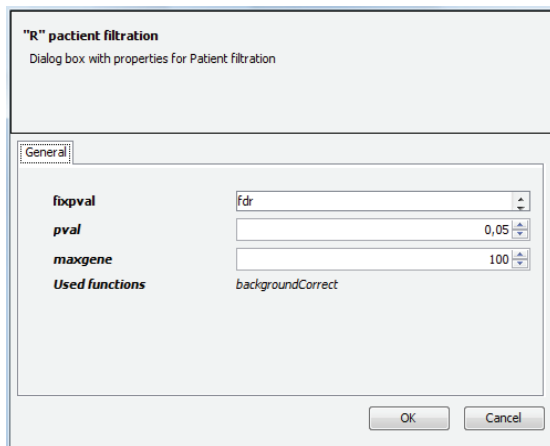 "R" pactient filtration
Dialog box with properties for Patient filtration
General
fixpval fdr
pval 0,05
maxgene 100
Used functions backgroundCorrect
OK Cancel